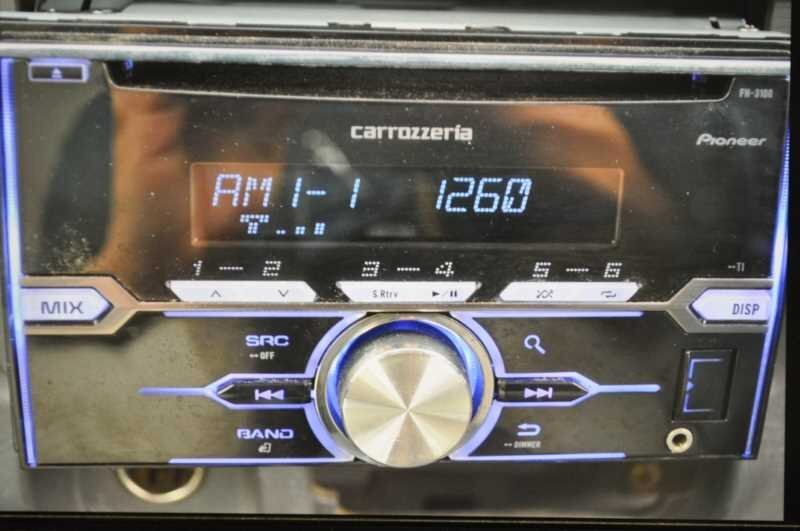 FH-3100
carrozzeria
Pioneer
AM 1-1 1260
1 — 2 3 — 4 5 — 6
S.Rtrv
MIX
DISP
SRC
OFF
BAND
DIMMER